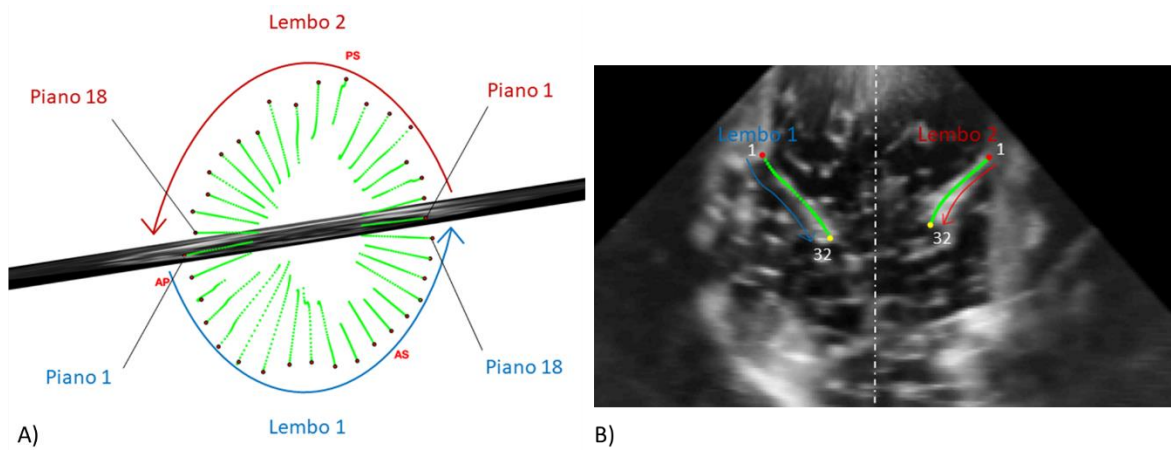 Lembo 2
PS
Piano 18
Piano 1
AP
AS
Piano 1
Piano 18
Lembo 1
A)
Lembo 1
Lembo 2
1
1
32
32
B)